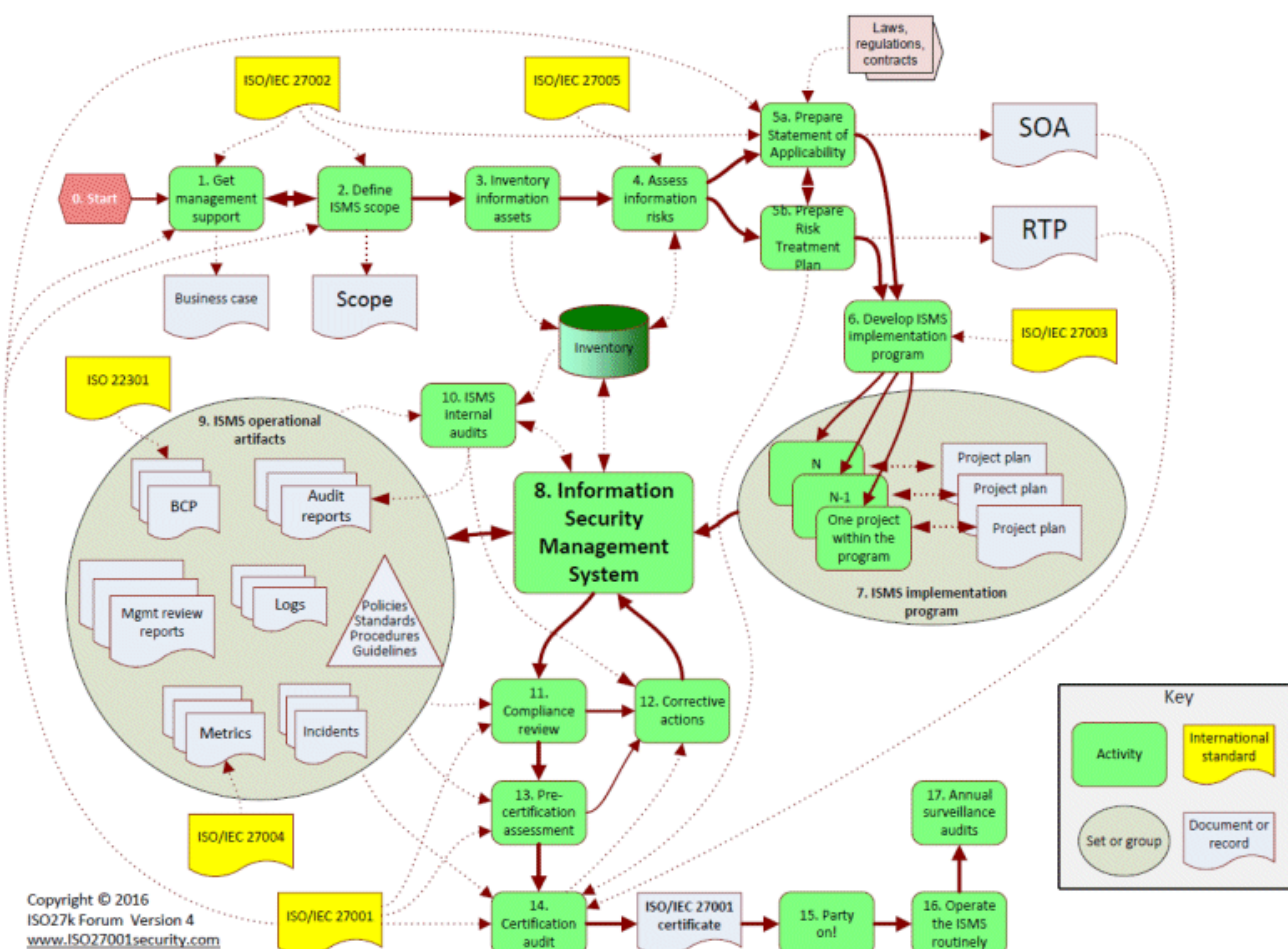 Laws,
regulations,
contracts
ISO/IEC 27002
ISO/IEC 27005
5a. Prepare
Statement of
Applicability
SOA
0. Start
1. Get
management
support
2. Define
ISMS scope
3. Inventory
information
assets
4. Assess
information
risks
5b. Prepare
Risk
Treatment
Plan
RTP
Business case
Scope
Inventory
6. Develop ISMS
implementation
program
ISO/IEC 27003
ISO 22301
10. ISMS
internal
audits
9. ISMS operational
artifacts
BCP
Audit
reports
Mgmt review
reports
Logs
Policies
Standards
Procedures
Guidelines
Metrics
Incidents
8. Information
Security
Management
System
N
N-1
One project
within the
program
Project plan
Project plan
Project plan
7. ISMS implementation
program
11.
Compliance
review
12. Corrective
actions
13. Pre-
certification
assessment
17. Annual
surveillance
audits
ISO/IEC 27004
ISO/IEC 27001
14.
Certification
audit
ISO/IEC 27001
certificate
15. Party
on!
16. Operate
the ISMS
routinely
Key
Activity
International
standard
Set or group
Document or
record
Copyright © 2016
ISO27k Forum Version 4
www.ISO27001security.com